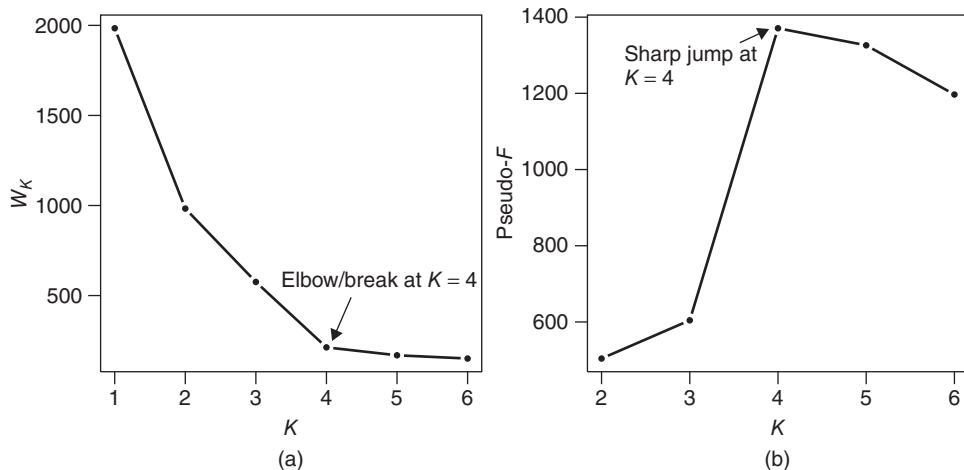 2000
1500
1000
500
W_K
Elbow/break at K = 4
1 2 3 4 5 6
K
(a)
1400
1200
1000
800
600
Pseudo-F
Sharp jump at
K = 4
2 3 4 5 6
K
(b)